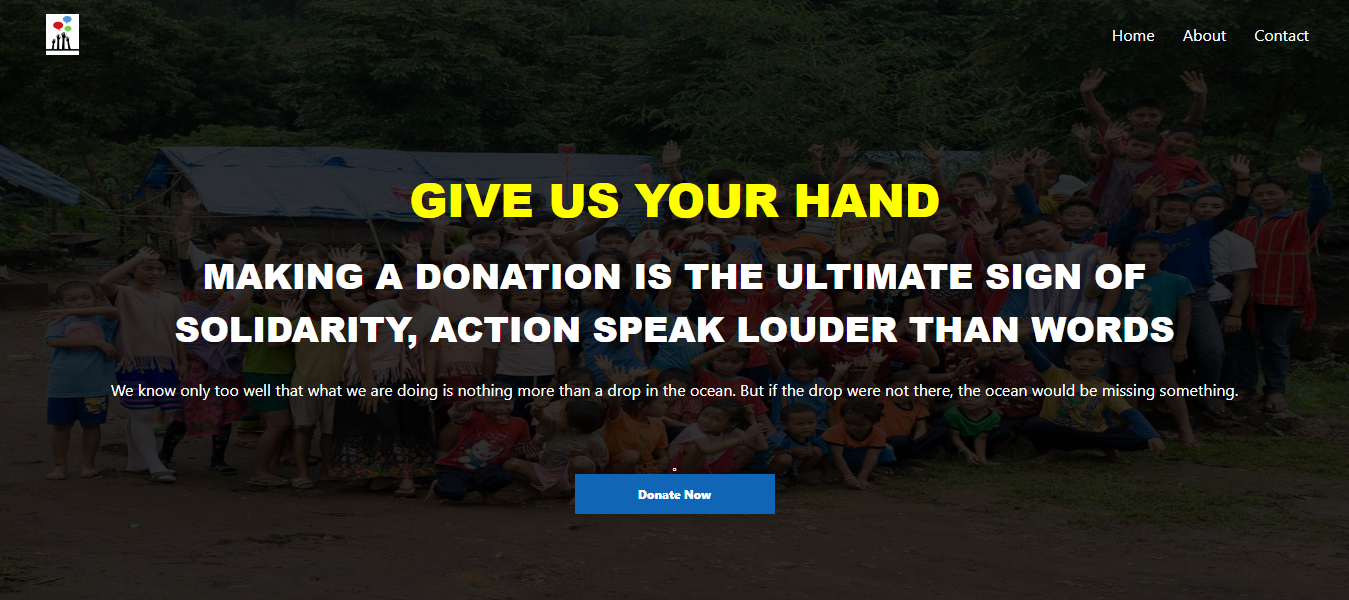 Home About Contact
GIVE US YOUR HAND
MAKING A DONATION IS THE ULTIMATE SIGN OF
SOLIDARITY, ACTION SPEAK LOUDER THAN WORDS
We know only too well that what we are doing is nothing more than a drop in the ocean. But if the drop were not there, the ocean would be missing something.
Donate Now